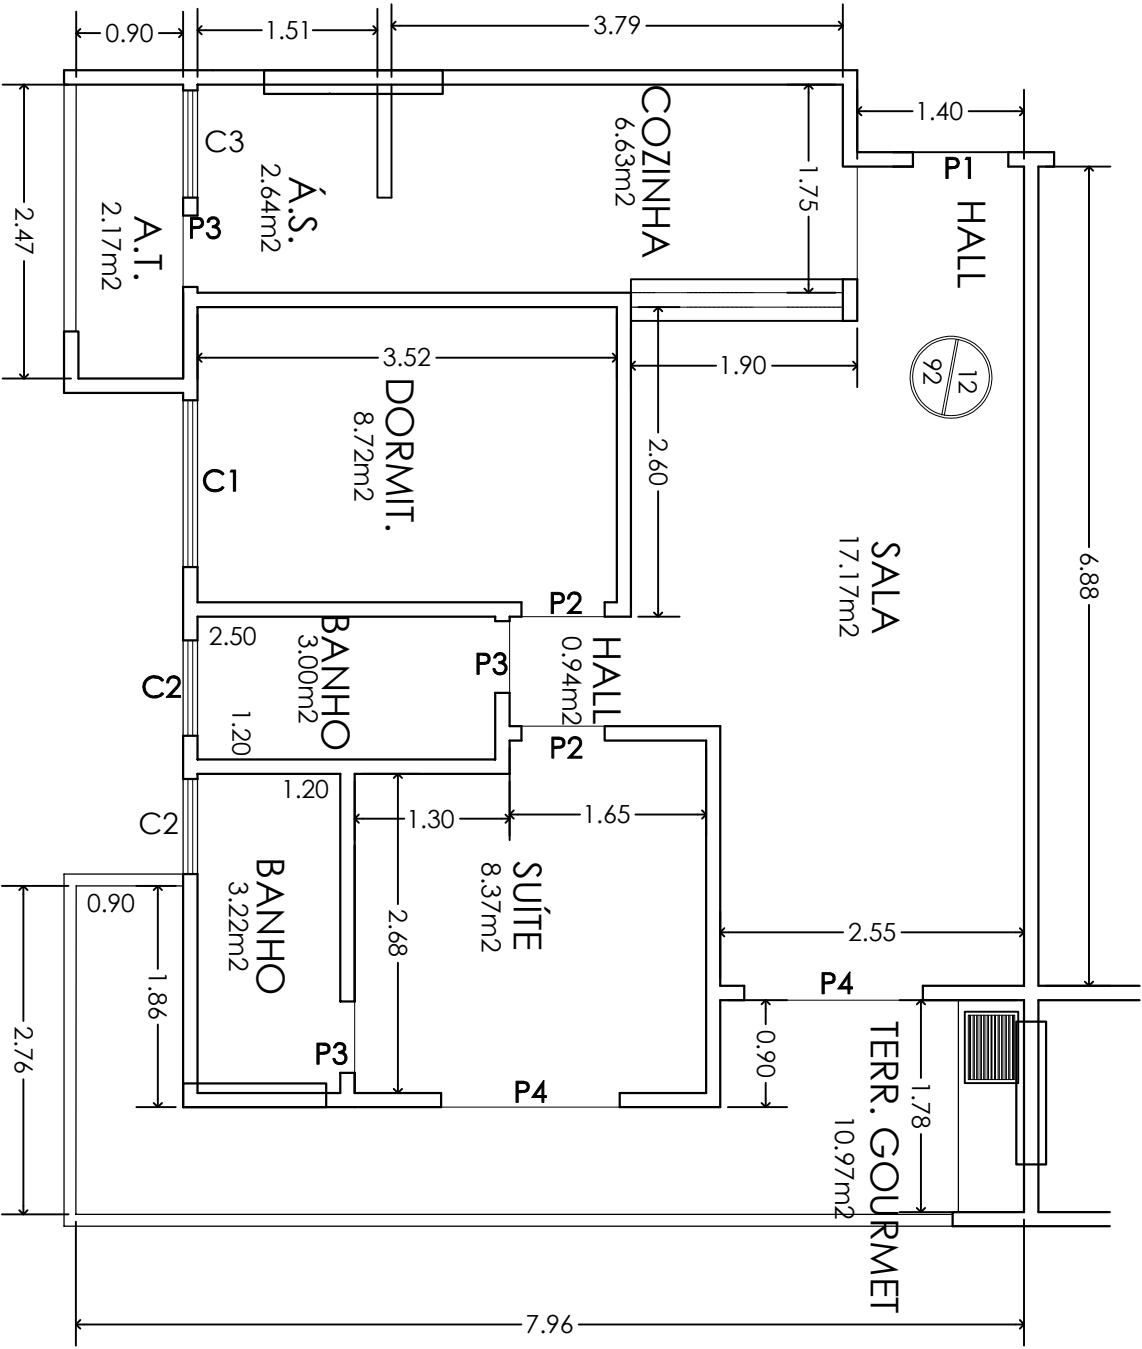 0.90
1.51
3.79
1.40
C3
COZINHA
6.63m2
1.75
P1
HALL
2.47
A.T.
2.17m2
P3
Á.S.
2.64m2
3.52
1.90
12
92
DORMIT.
8.72m2
C1
2.60
SALA
17.17m2
6.88
P2
2.50
BANHO
3.00m2
P3
HALL
0.94m2
C2
1.20
P2
1.20
1.30
1.65
C2
BANHO
3.22m2
SUÍTE
8.37m2
2.68
2.55
0.90
1.86
2.76
P4
P3
P4
0.90
TERR. GOURMET
10.97m2
1.78
7.96